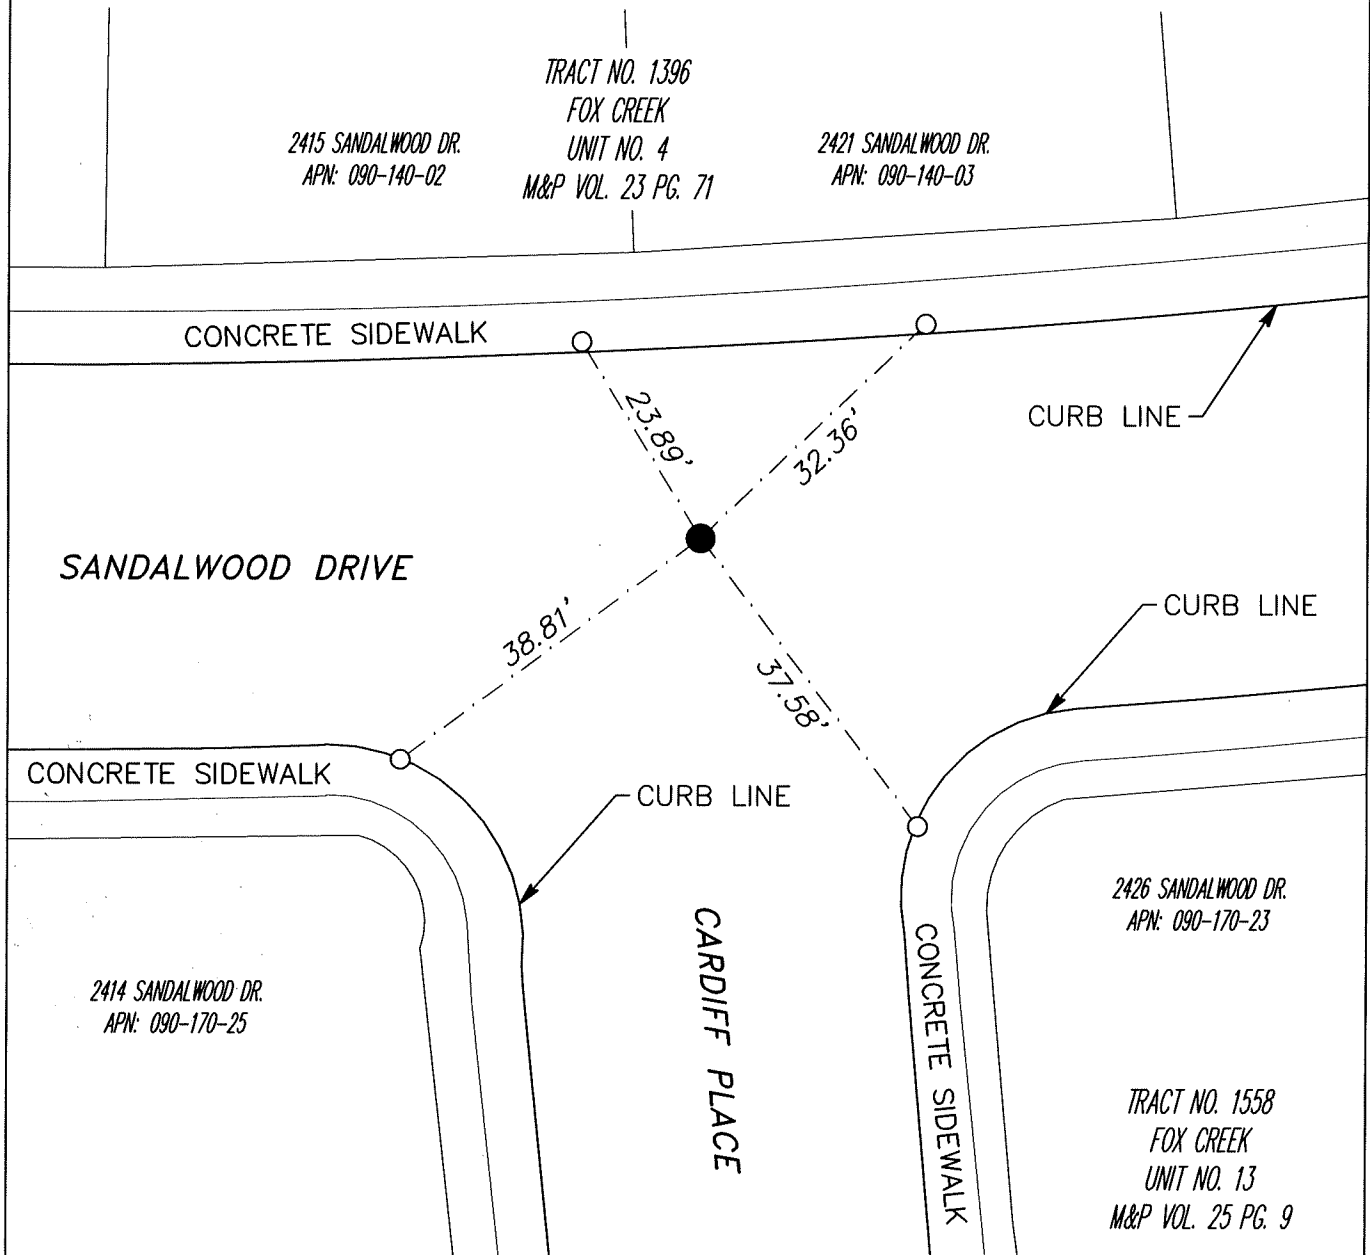 TRACT NO. 1396
FOX CREEK
UNIT NO. 4
M&P VOL. 23 PG. 71
2415 SANDALWOOD DR.
APN: 090-140-02
2421 SANDALWOOD DR.
APN: 090-140-03
CONCRETE SIDEWALK
23.89'
32.36'
CURB LINE
SANDALWOOD DRIVE
38.81'
37.58'
CURB LINE
CONCRETE SIDEWALK
CURB LINE
2426 SANDALWOOD DR.
APN: 090-170-23
CARDIFF PLACE
CONCRETE SIDEWALK
2414 SANDALWOOD DR.
APN: 090-170-25
TRACT NO. 1558
FOX CREEK
UNIT NO. 13
M&P VOL. 25 PG. 9